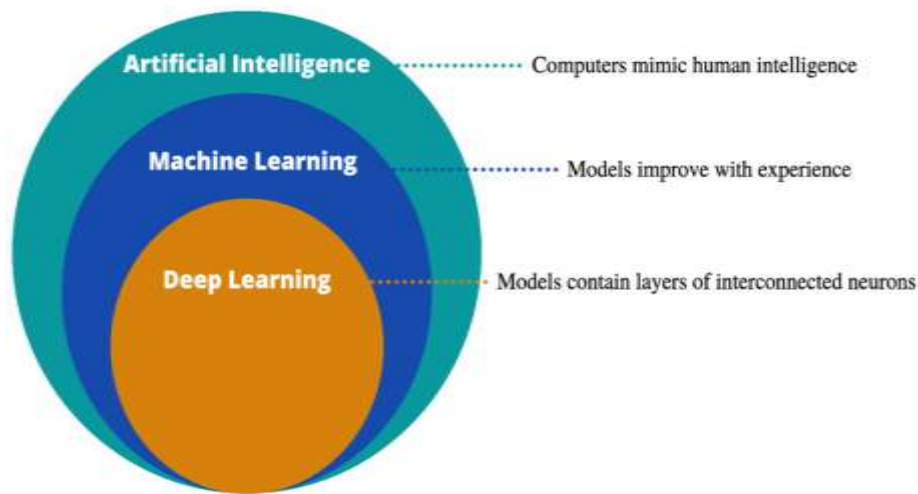 Artificial Intelligence
Computers mimic human intelligence
Machine Learning
Models improve with experience
Deep Learning
Models contain layers of interconnected neurons